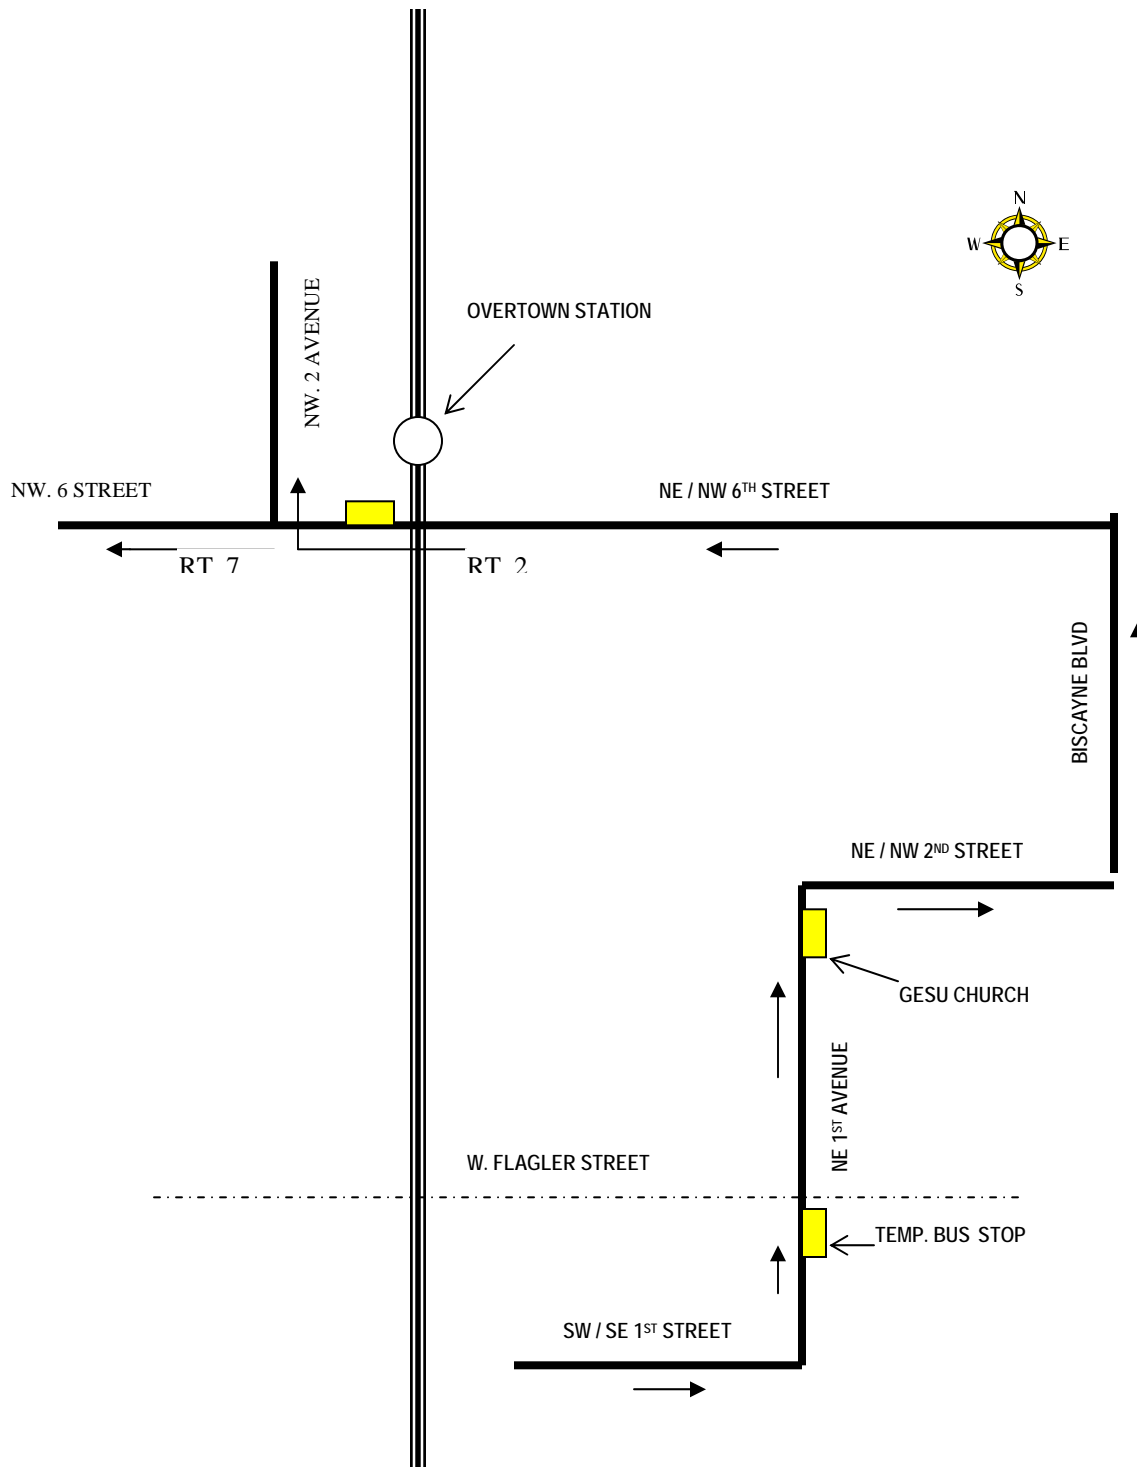 N
W E
S
OVERTOWN STATION
NW. 2 AVENUE
NW. 6 STREET
NE / NW 6TH STREET
RT 7
RT 2
BISCAYNE BLVD
NE / NW 2ND STREET
GESU CHURCH
NE 1ST AVENUE
W. FLAGLER STREET
TEMP. BUS STOP
SW / SE 1ST STREET